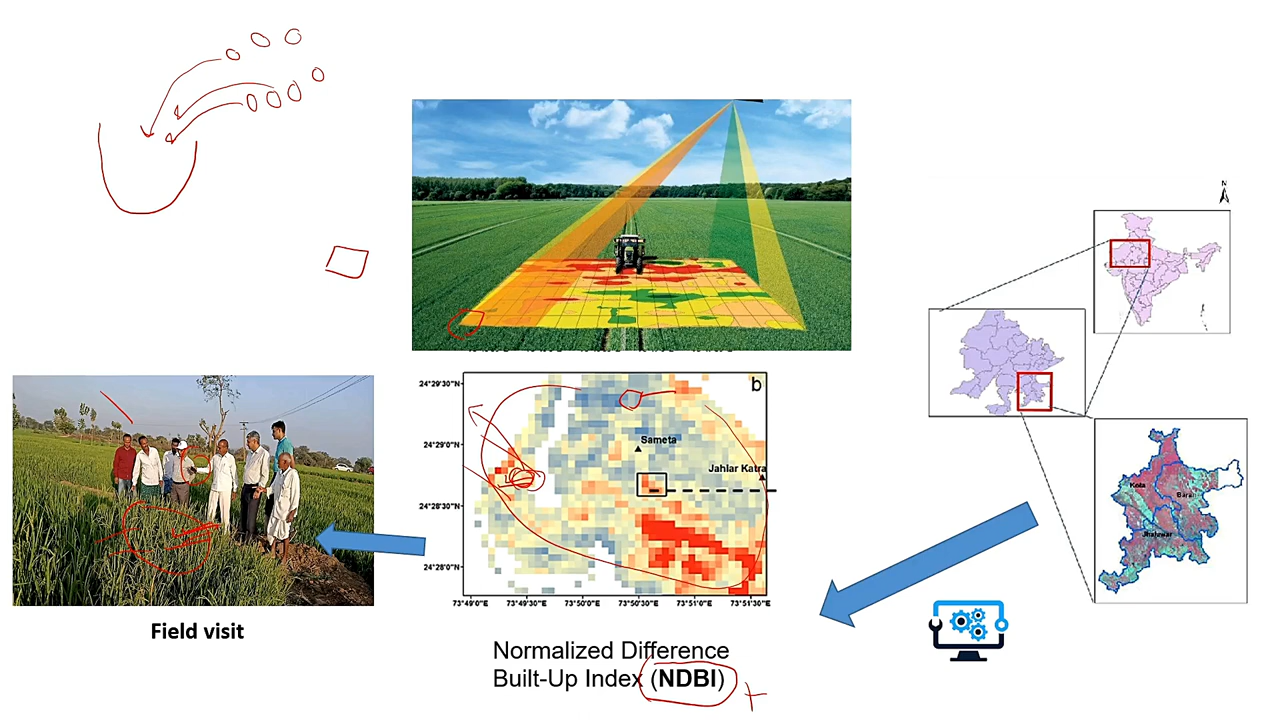 N
b
24°29'30"N
24°29'0"N
24°28'30"N
24°28'0"N
Sameta
Jahlar Katra
73°49'0"E 73°49'30"E 73°50'0"E 73°50'30"E 73°51'0"E 73°51'30"E
Kota
Baran
Jhalawar
Field visit
Normalized Difference
Built-Up Index (NDBI)